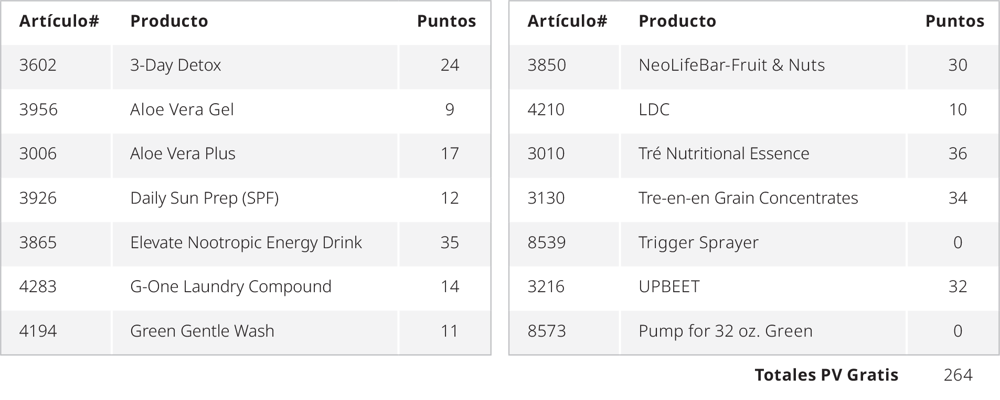 Artículo# Producto Puntos
3602 3-Day Detox 24
3956 Aloe Vera Gel 9
3006 Aloe Vera Plus 17
3926 Daily Sun Prep (SPF) 12
3865 Elevate Nootropic Energy Drink 35
4283 G-One Laundry Compound 14
4194 Green Gentle Wash 11
Artículo# Producto Puntos
3850 NeoLifeBar-Fruit & Nuts 30
4210 LDC 10
3010 Tré Nutritional Essence 36
3130 Tre-en-en Grain Concentrates 34
8539 Trigger Sprayer 0
3216 UPBEET 32
8573 Pump for 32 oz. Green 0
Totales PV Gratis 264